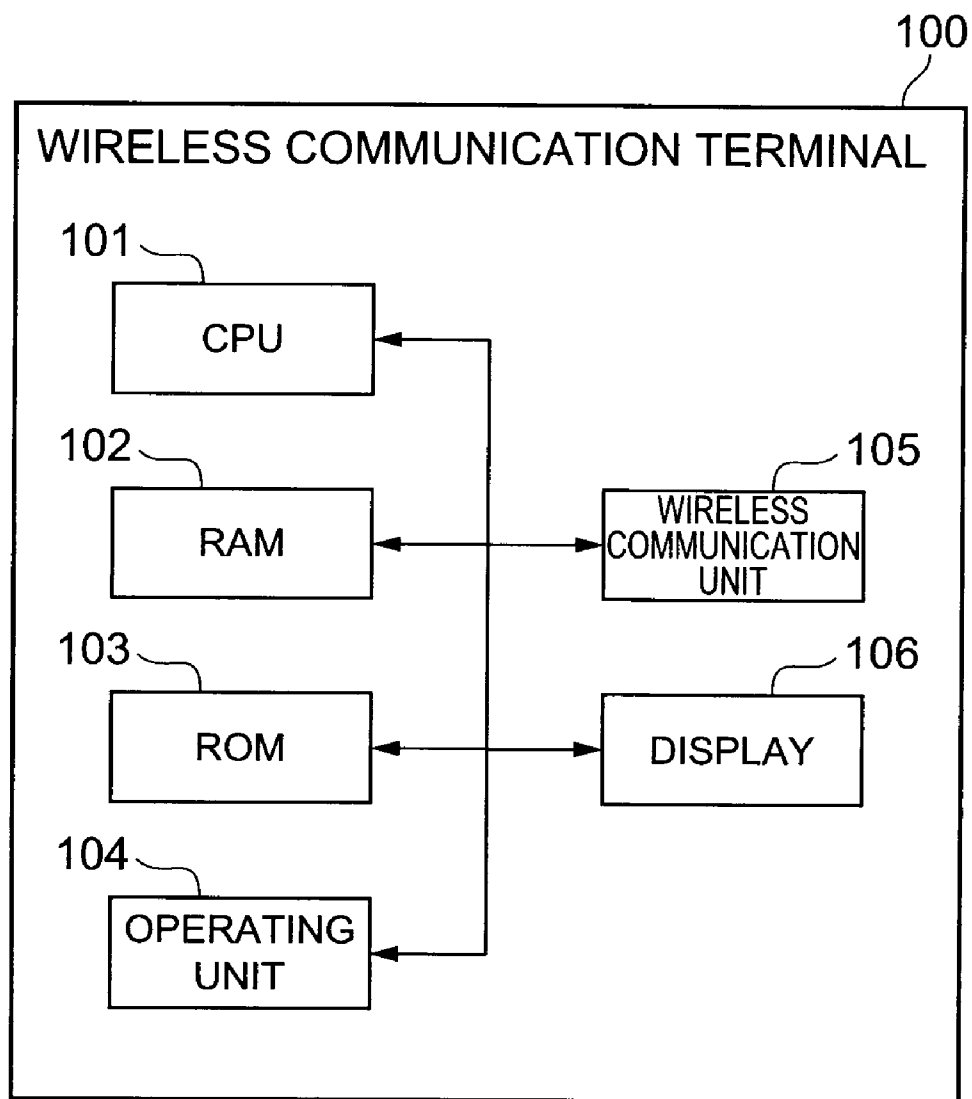 100
WIRELESS COMMUNICATION TERMINAL
101
CPU
102
RAM
105
WIRELESS
COMMUNICATION
UNIT
103
ROM
106
DISPLAY
104
OPERATING
UNIT